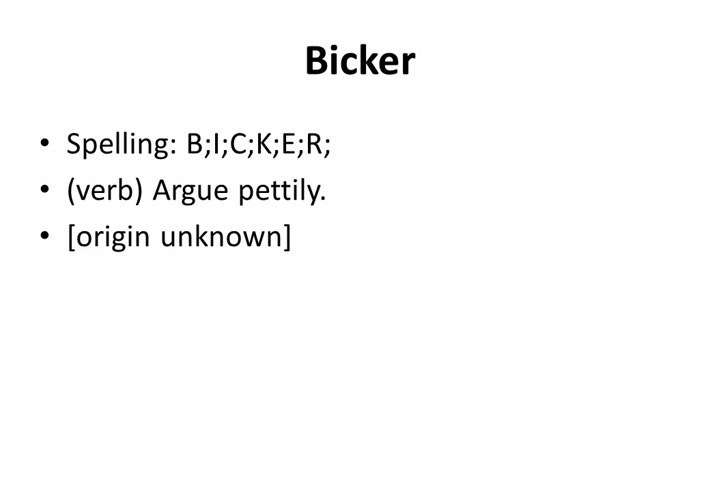 Bicker
• Spelling: B;I;C;K;E;R;
• (verb) Argue pettily.
• [origin unknown]